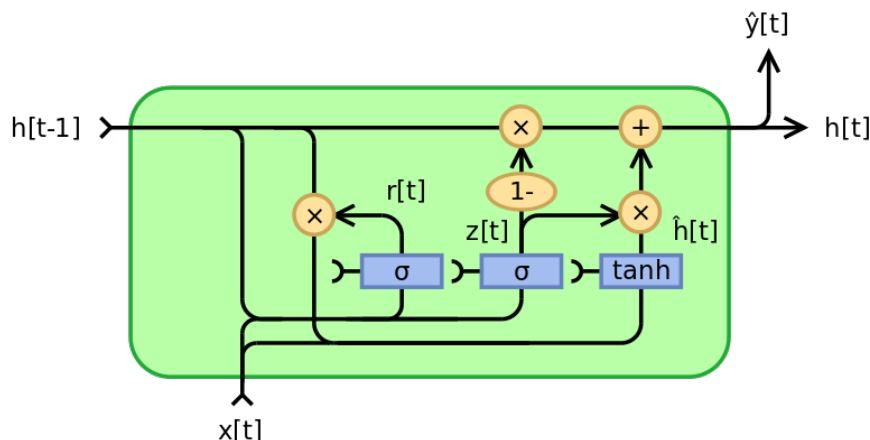 ŷ[t]
h[t-1]
×
+
h[t]
r[t]
1-
×
×
z[t]
ĥ[t]
σ
σ
tanh
x[t]